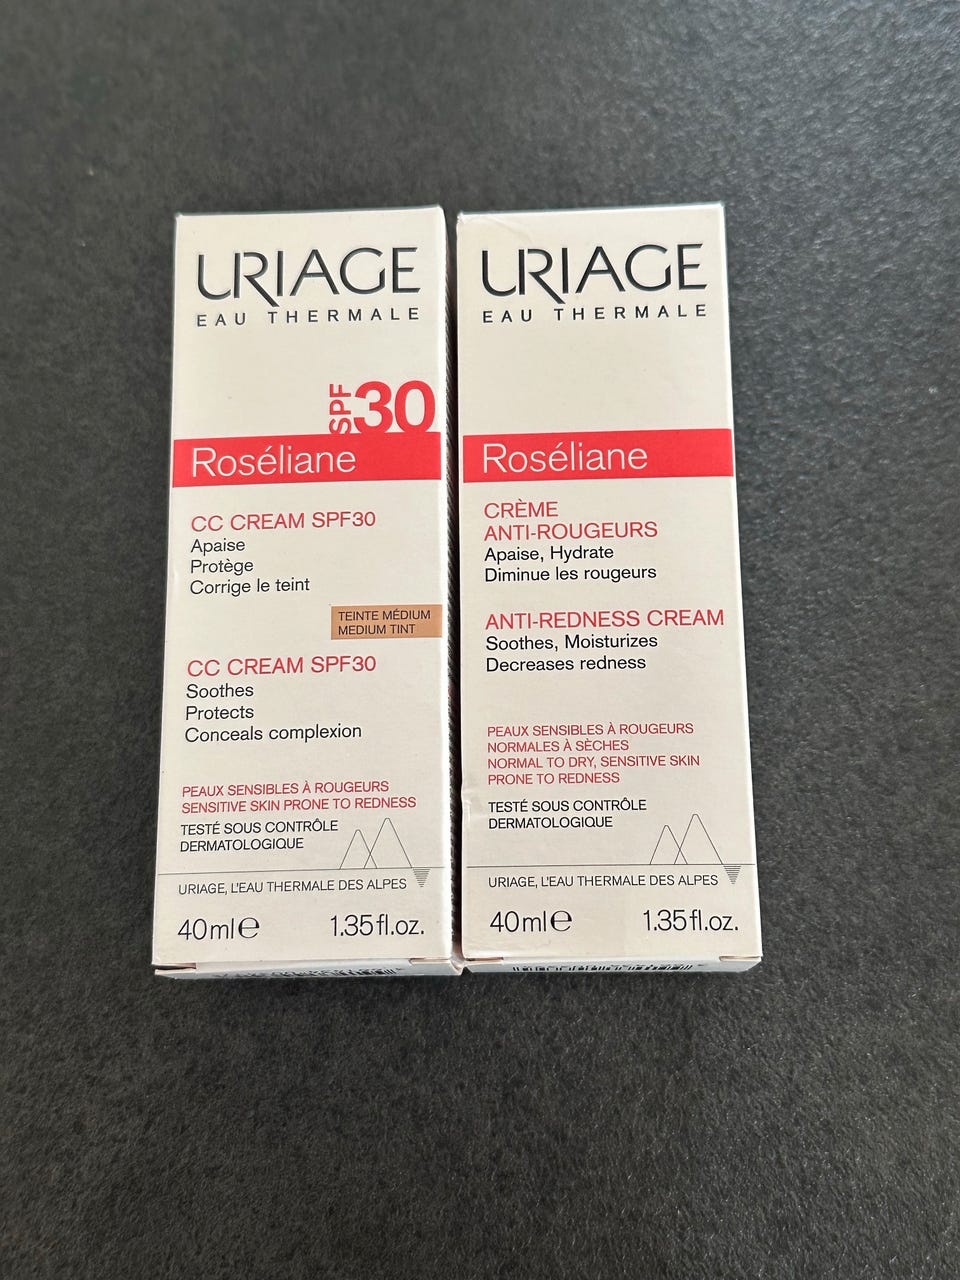 URIAGE
EAU THERMALE
SPF30
Roséliane
CC CREAM SPF30
Apaise
Protège
Corrige le teint
TEINTE MÉDIUM
MEDIUM TINT
CC CREAM SPF30
Soothes
Protects
Conceals complexion
PEAUX SENSIBLES À ROUGEURS
SENSITIVE SKIN PRONE TO REDNESS
TESTÉ SOUS CONTRÔLE
DERMATOLOGIQUE
URIAGE, L'EAU THERMALE DES ALPES
40ml e 1.35fl.oz.
URIAGE
EAU THERMALE
Roséliane
CRÈME
ANTI-ROUGEURS
Apaise, Hydrate
Diminue les rougeurs
ANTI-REDNESS CREAM
Soothes, Moisturizes
Decreases redness
PEAUX SENSIBLES À ROUGEURS
NORMALES À SÈCHES
NORMAL TO DRY, SENSITIVE SKIN
PRONE TO REDNESS
TESTÉ SOUS CONTRÔLE
DERMATOLOGIQUE
URIAGE, L'EAU THERMALE DES ALPES
40ml e 1.35fl.oz.